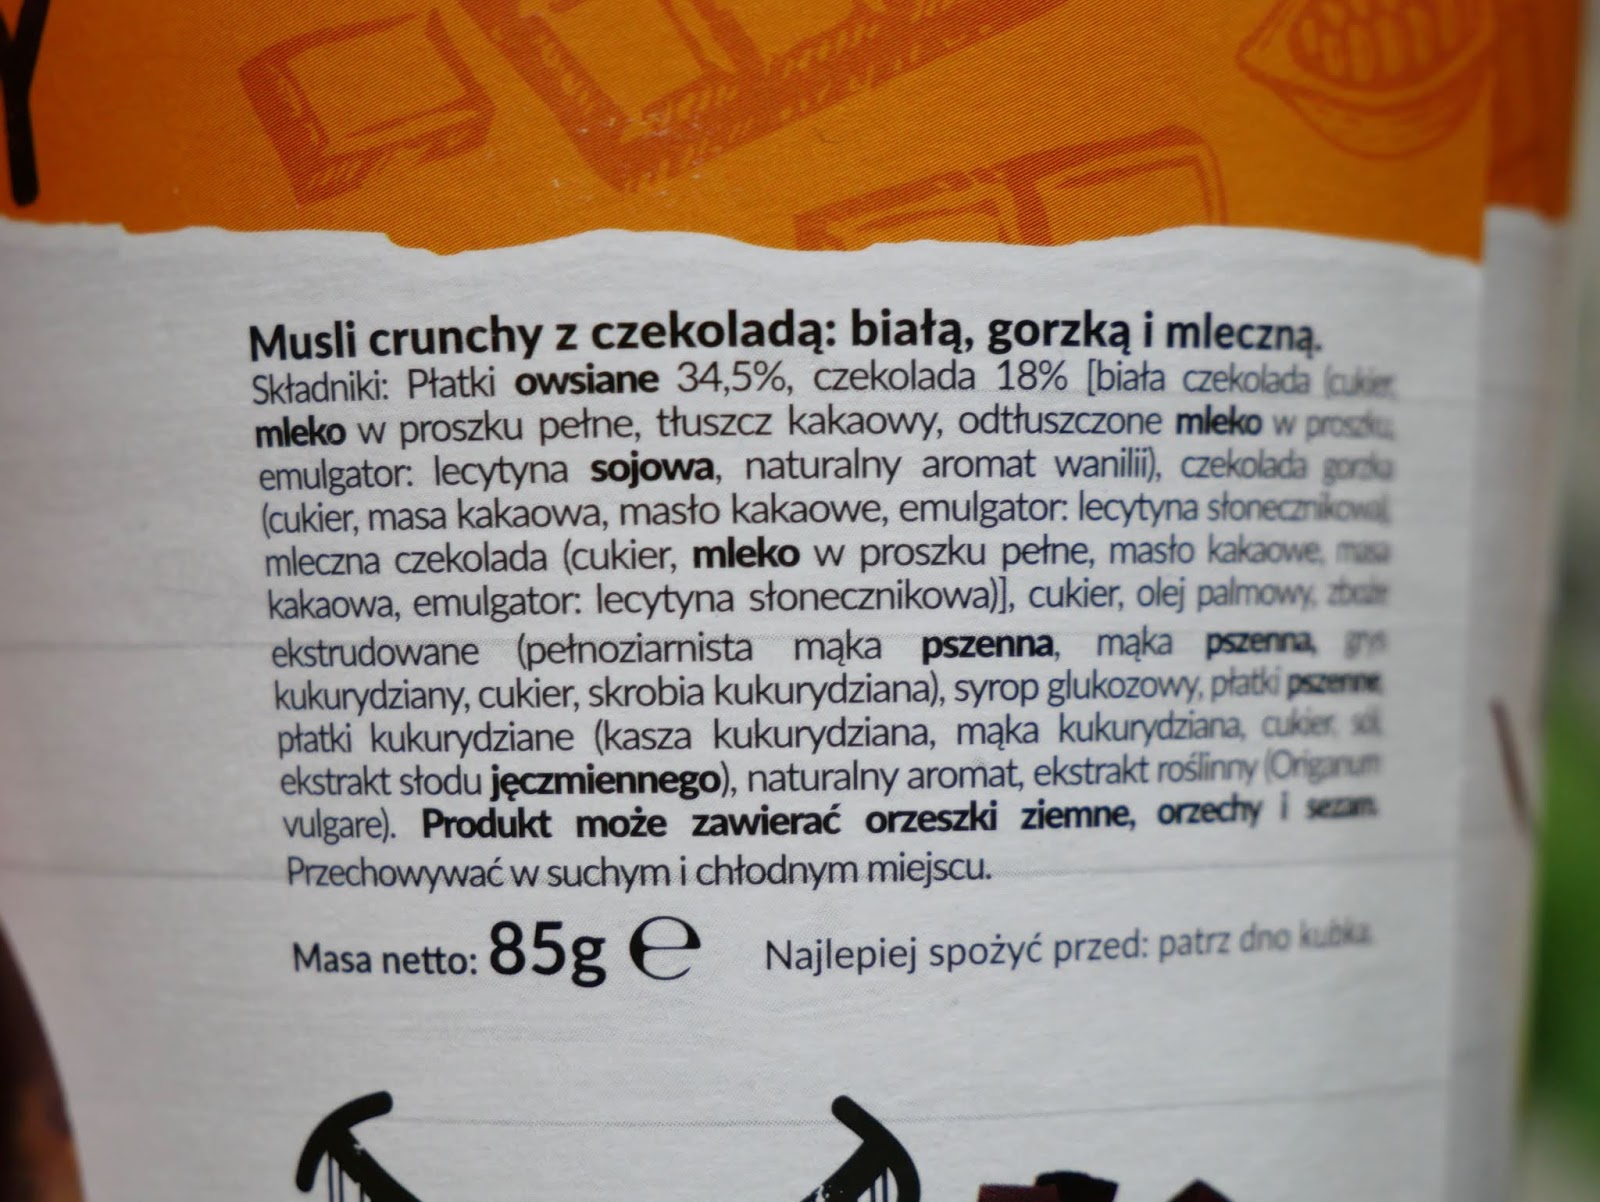 Y
Musli crunchy z czekoladą: białą, gorzką i mleczną.
Składniki: Płatki owsiane 34,5%, czekolada 18% [biała czekolada (cukier,
mleko w proszku pełne, tłuszcz kakaowy, odtłuszczone mleko w proszku,
emulgator: lecytyna sojowa, naturalny aromat wanilii), czekolada gorzka
(cukier, masa kakaowa, masło kakaowe, emulgator: lecytyna słonecznikowa),
mleczna czekolada (cukier, mleko w proszku pełne, masło kakaowe, masa
kakaowa, emulgator: lecytyna słonecznikowa)], cukier, olej palmowy, zboże
ekstrudowane (pełnoziarnista mąka pszenna, mąka pszenna, grys
kukurydziany, cukier, skrobia kukurydziana), syrop glukozowy, płatki pszenne,
płatki kukurydziane (kasza kukurydziana, mąka kukurydziana, cukier, sól,
ekstrakt słodu jęczmiennego), naturalny aromat, ekstrakt roślinny (Origanum
vulgare). Produkt może zawierać orzeszki ziemne, orzechy i sezam.
Przechowywać w suchym i chłodnym miejscu.
Masa netto: 85g ℮ Najlepiej spożyć przed: patrz dno kubka.